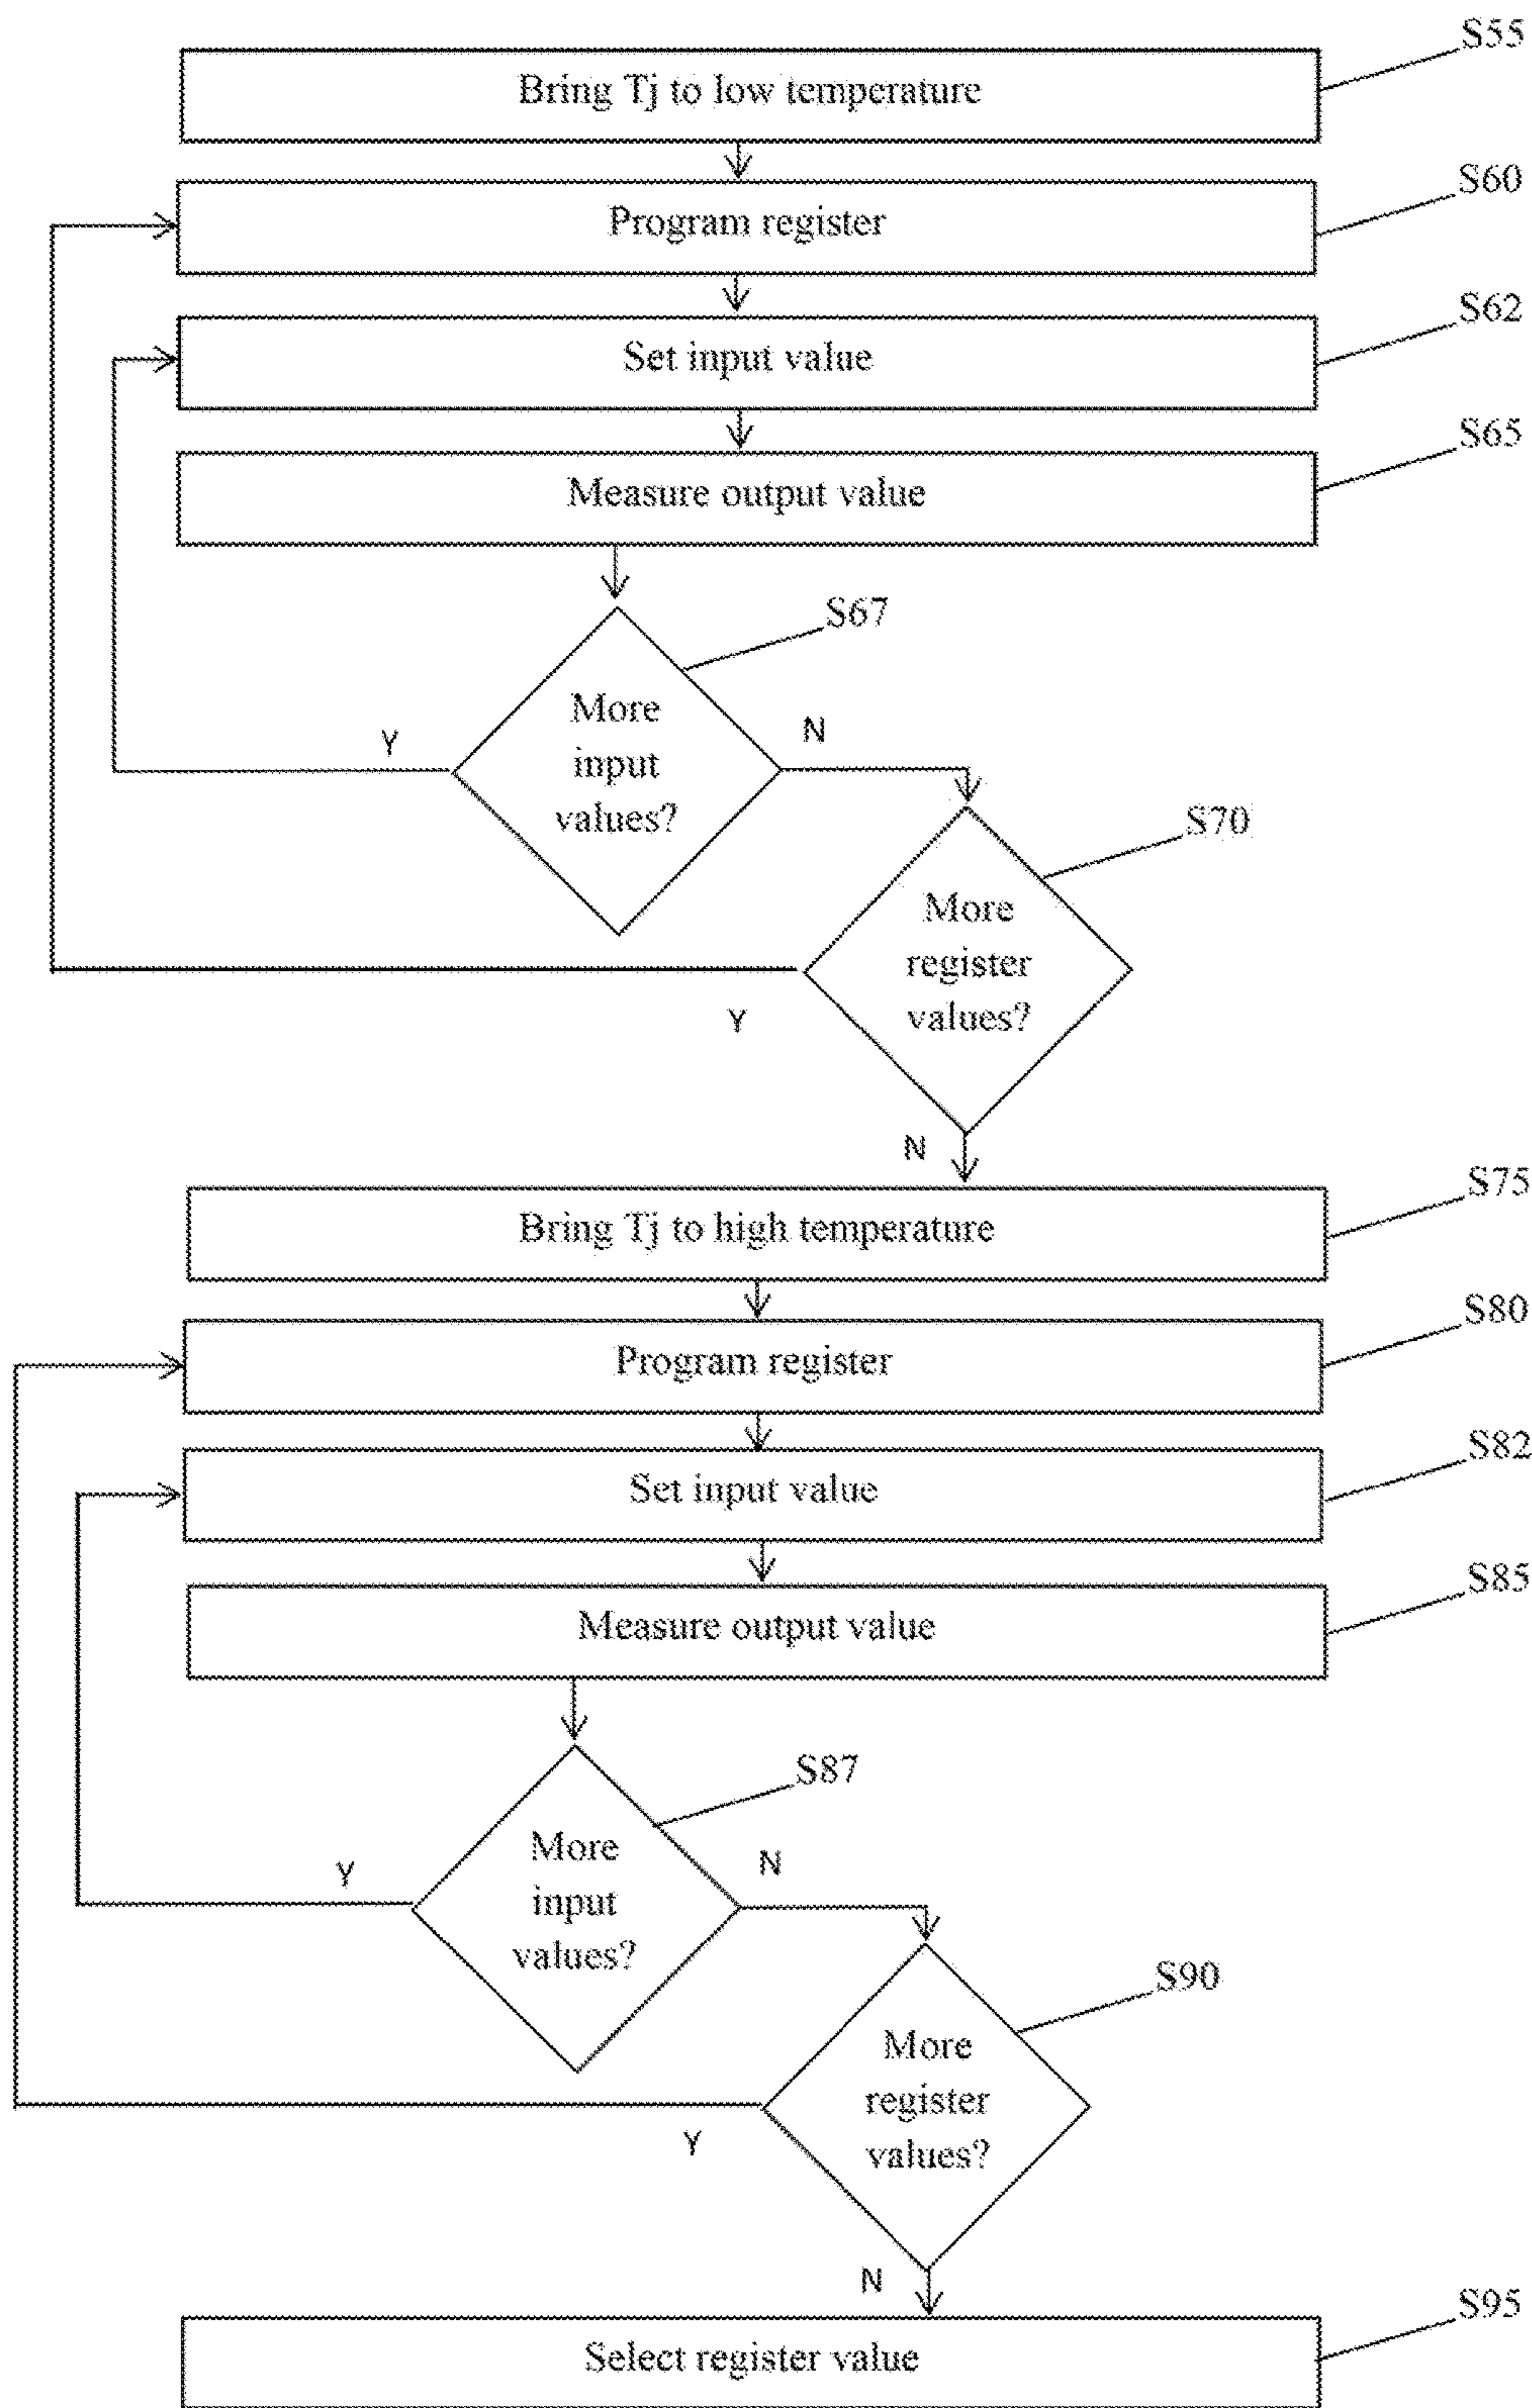 S55
Bring Tj to low temperature
S60
Program register
S62
Set input value
S65
Measure output value
S67
More
input
values?
Y
N
S70
More
register
values?
Y
N
S75
Bring Tj to high temperature
S80
Program register
S82
Set input value
S85
Measure output value
S87
More
input
values?
Y
N
S90
More
register
values?
Y
N
S95
Select register value